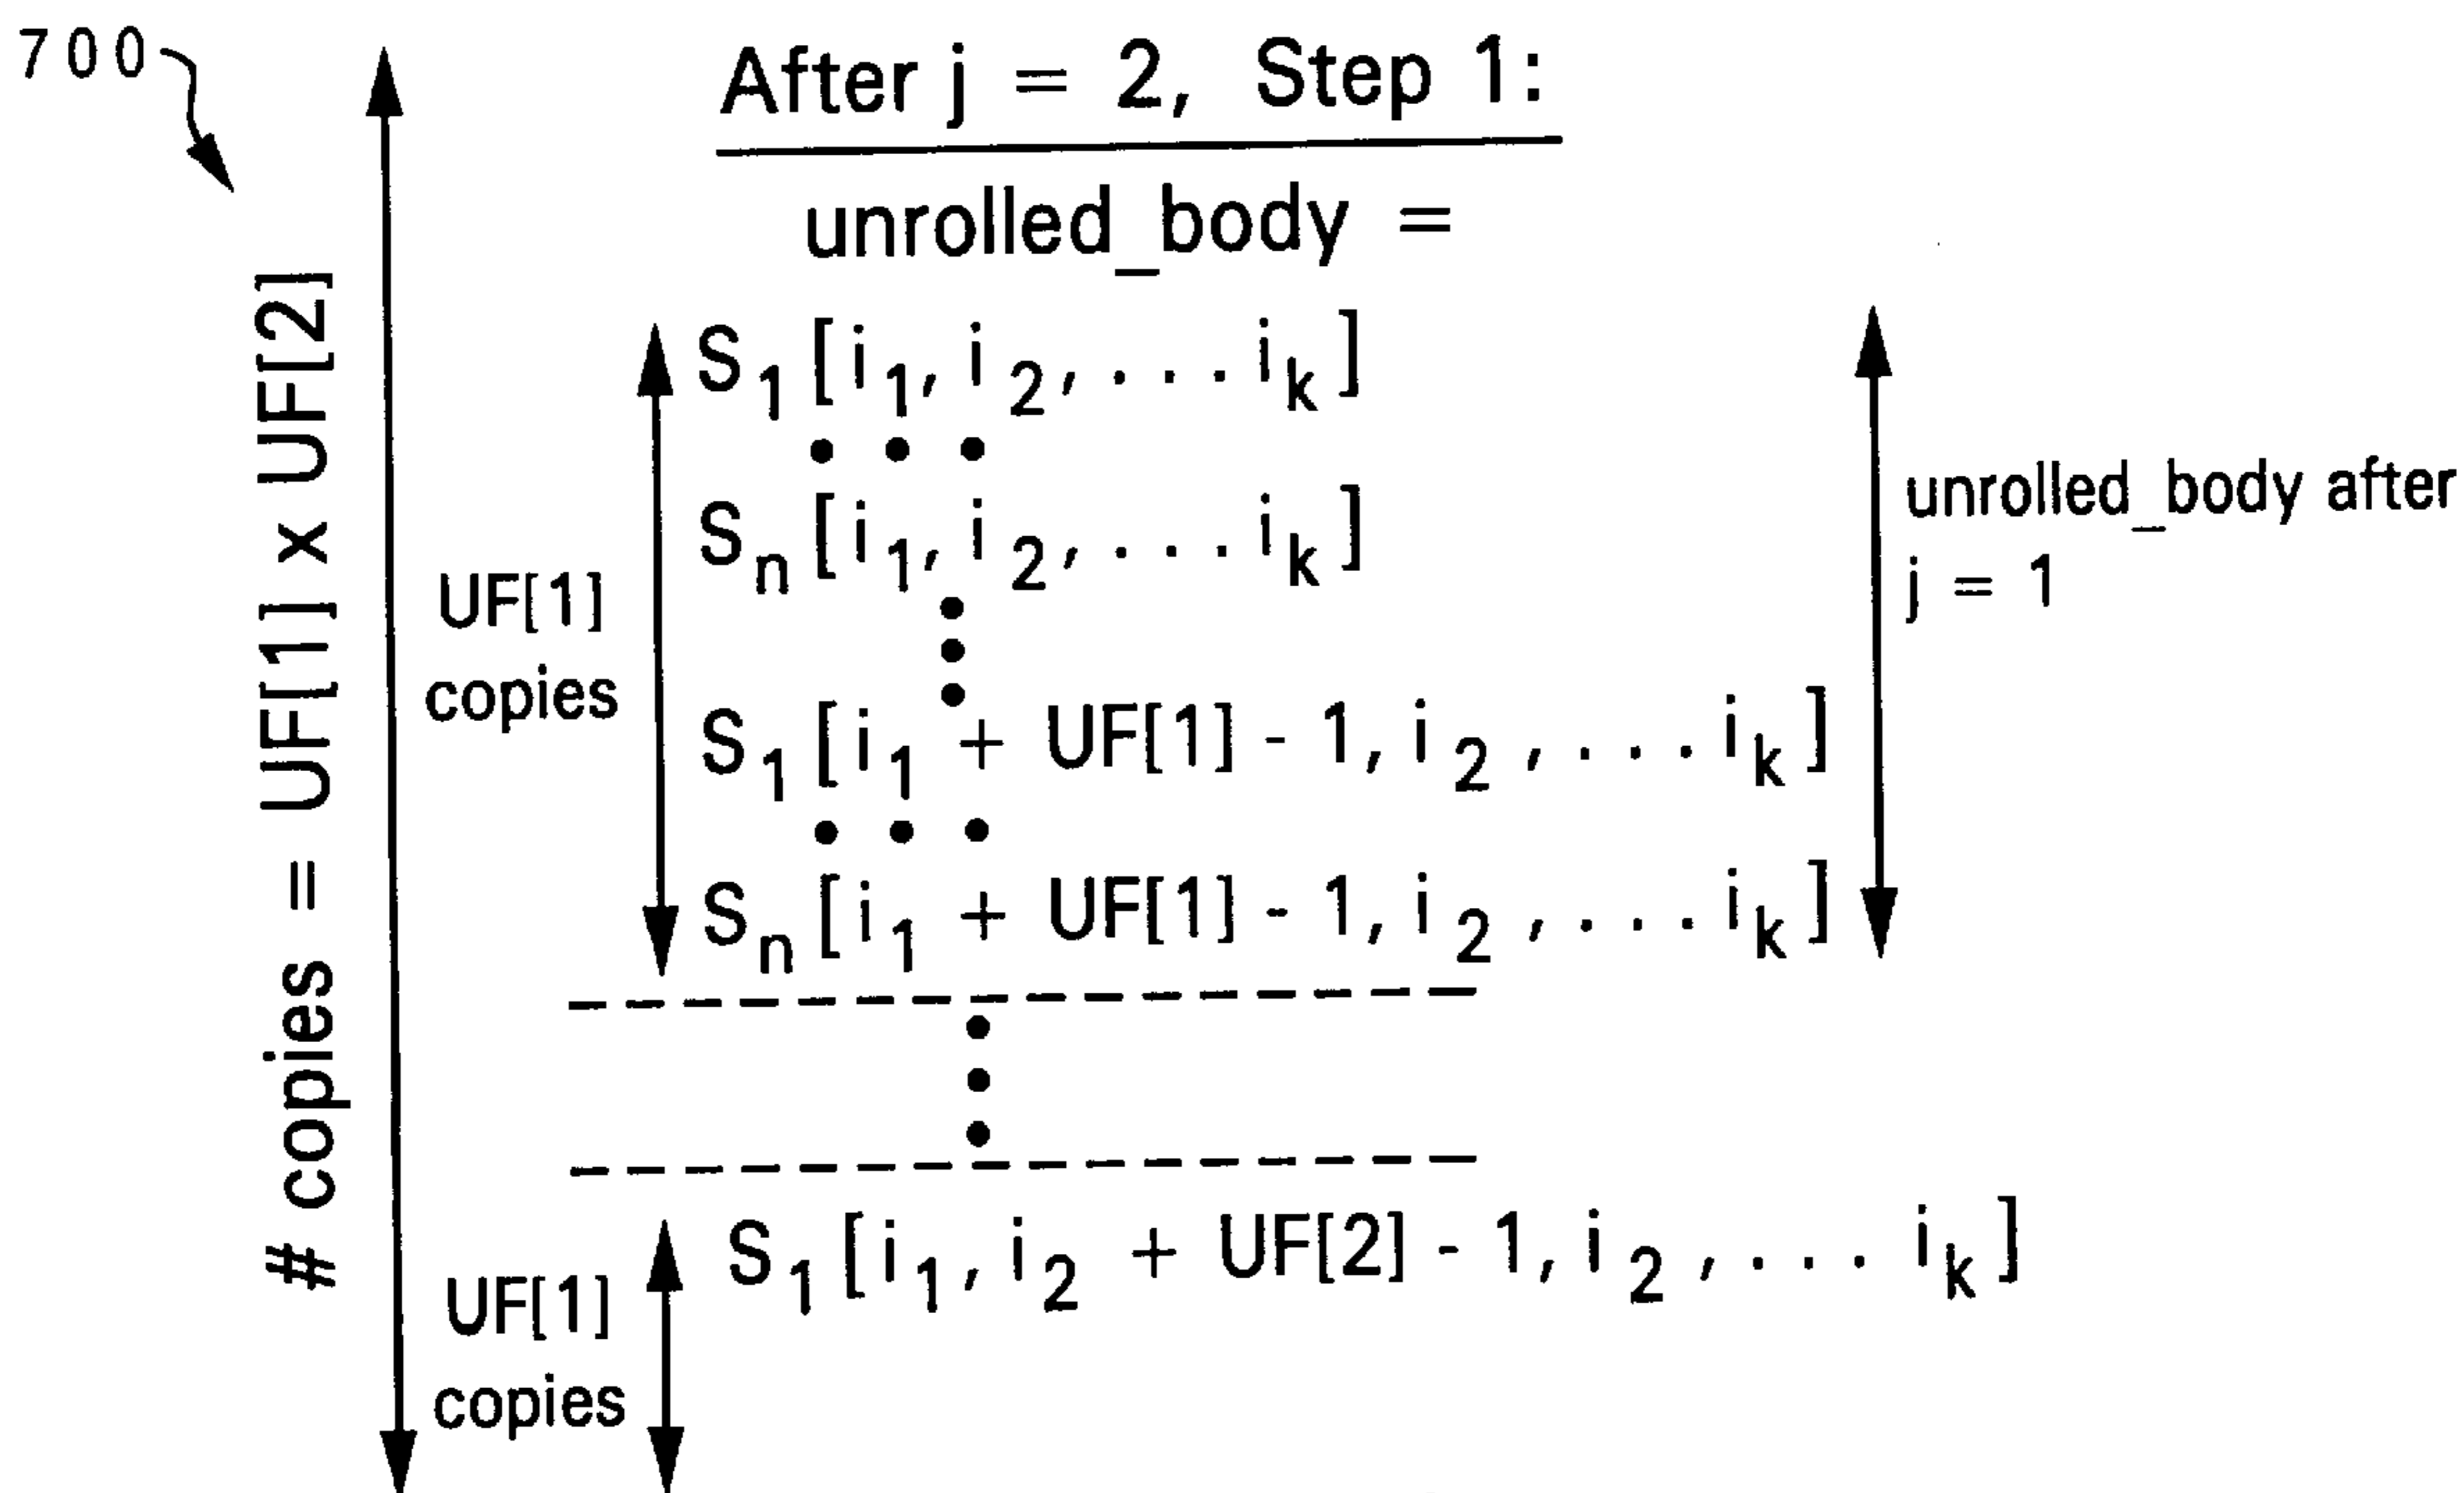 700
After j = 2, Step 1:
unrolled_body =
# copies = UF[1] x UF[2]
UF[1]
copies
S1 [i1, i2, ... ik]
• • •
Sn [i1, i2, ... ik]
•
•
•
S1 [i1 + UF[1] - 1, i2, ... ik]
• • •
Sn [i1 + UF[1] - 1, i2, ... ik]
unrolled_body after
j = 1
•
•
•
UF[1]
copies
S1 [i1, i2 + UF[2] - 1, i2, ... ik]